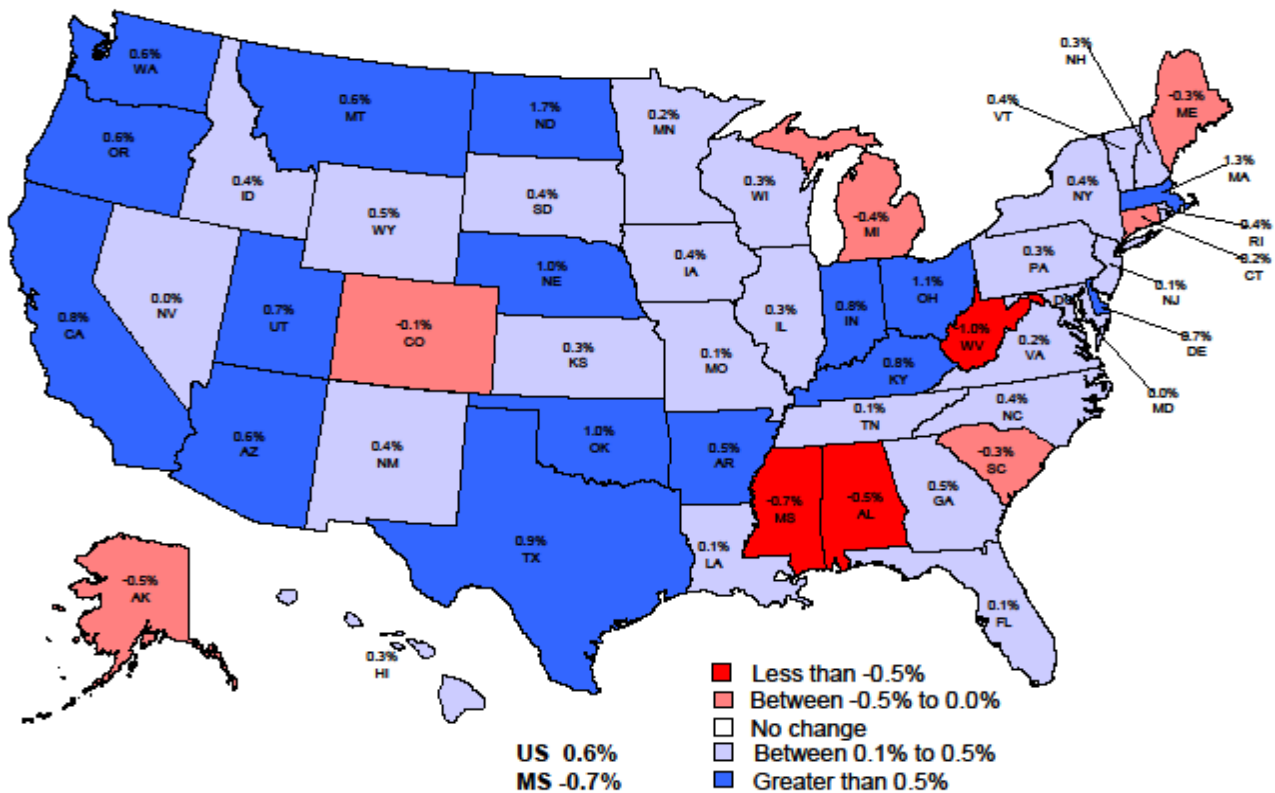 0.6%
WA
0.6%
OR
0.8%
CA
0.0%
NV
0.4%
ID
0.6%
MT
0.5%
WY
0.7%
UT
0.6%
AZ
-0.1%
CO
0.4%
NM
1.7%
ND
0.4%
SD
1.0%
NE
0.3%
KS
1.0%
OK
0.9%
TX
0.2%
MN
0.4%
IA
0.1%
MO
0.5%
AR
0.1%
LA
0.3%
WI
0.3%
IL
-0.4%
MI
0.8%
IN
1.1%
OH
0.8%
KY
0.1%
TN
-0.7%
MS
-0.5%
AL
0.5%
GA
0.1%
FL
-0.3%
SC
0.4%
NC
0.2%
VA
-1.0%
WV
0.3%
PA
0.4%
NY
0.4%
VT
0.3%
NH
-0.3%
ME
1.3%
MA
RI
CT
0.1%
NJ
DE
0.0%
MD
-0.5%
AK
0.3%
HI
Less than -0.5%
Between -0.5% to 0.0%
No change
US 0.6%
Between 0.1% to 0.5%
MS -0.7%
Greater than 0.5%